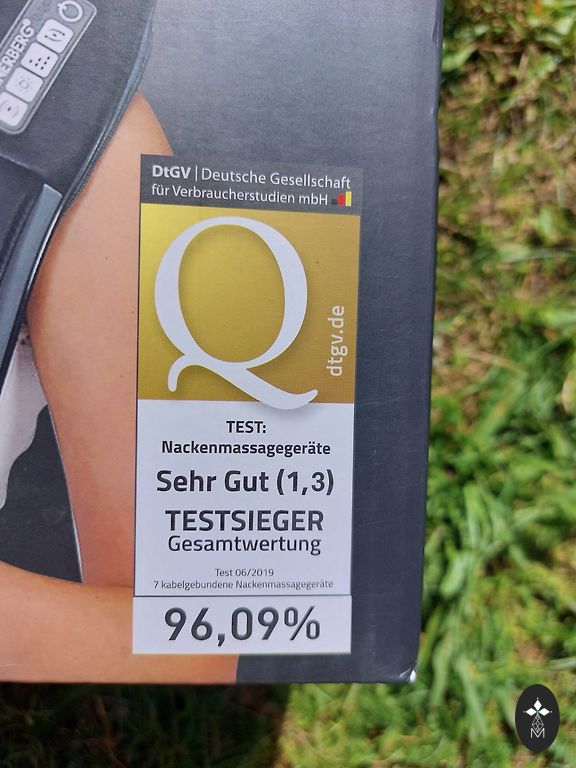 DtGV | Deutsche Gesellschaft
für Verbraucherstudien mbH
Q
dtgv.de
TEST:
Nackenmassagegeräte
Sehr Gut (1,3)
TESTSIEGER
Gesamtwertung
Test 06/2019
7 kabelgebundene Nackenmassagegeräte
96,09%